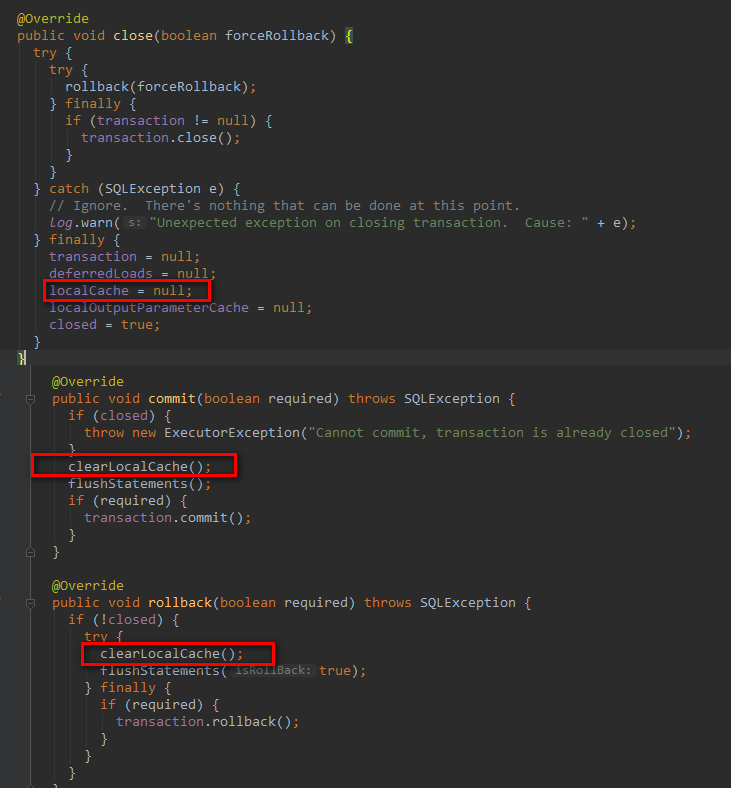 @Override
public void close(boolean forceRollback) {
try {
try {
rollback(forceRollback);
} finally {
if (transaction != null) {
transaction.close();
}
}
} catch (SQLException e) {
// Ignore.  There's nothing that can be done at this point.
log.warn( s: "Unexpected exception on closing transaction.  Cause: " + e);
} finally {
transaction = null;
deferredLoads = null;
localCache = null;
localOutputParameterCache = null;
closed = true;
}
}
@Override
public void commit(boolean required) throws SQLException {
if (closed) {
throw new ExecutorException("Cannot commit, transaction is already closed");
}
clearLocalCache();
flushStatements();
if (required) {
transaction.commit();
}
}
@Override
public void rollback(boolean required) throws SQLException {
if (!closed) {
try {
clearLocalCache();
flushStatements( isRollBack: true);
} finally {
if (required) {
transaction.rollback();
}
}
}
}